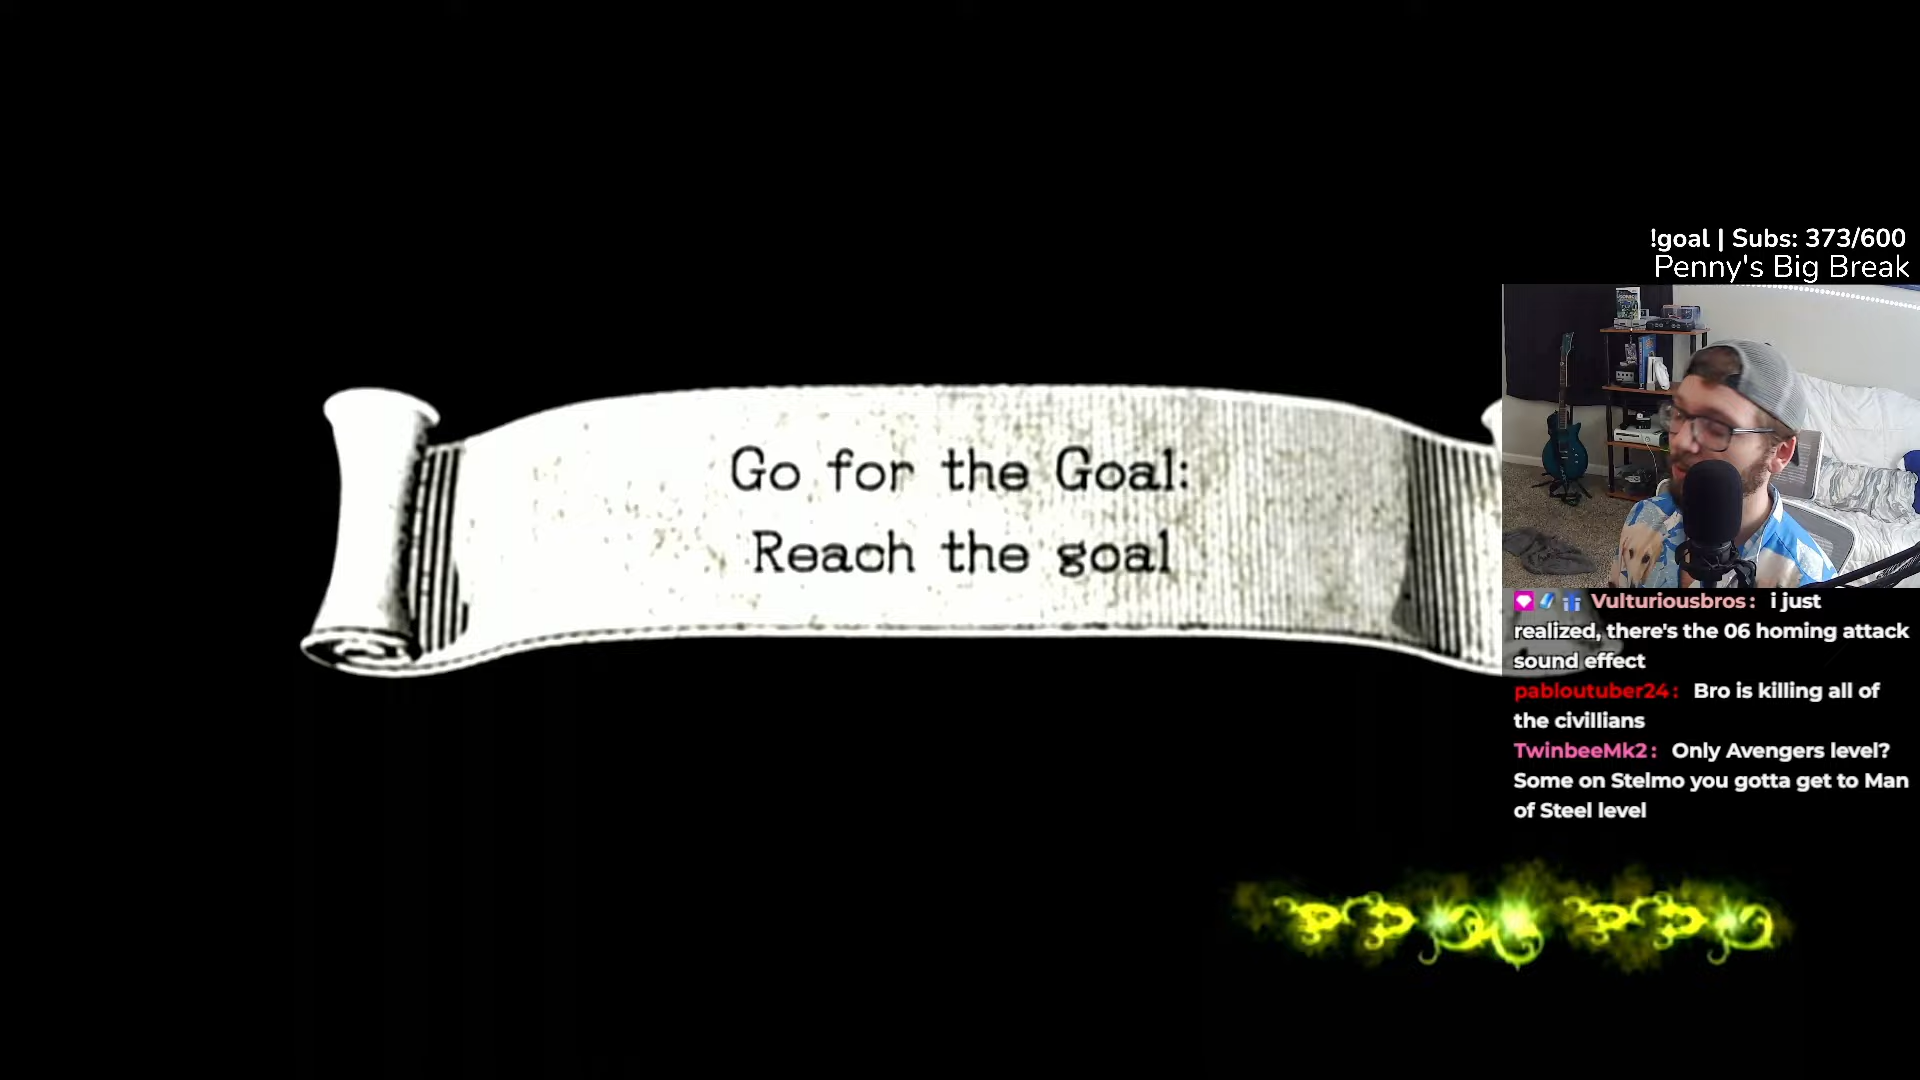 Go for the Goal:
Reach the goal
!goal | Subs: 373/600
Penny's Big Break
Vulturiousbros: i just
realized, there's the 06 homing attack
sound effect
pabloutuber24: Bro is killing all of
the civillians
TwinbeeMk2: Only Avengers level?
Some on Stelmo you gotta get to Man
of Steel level